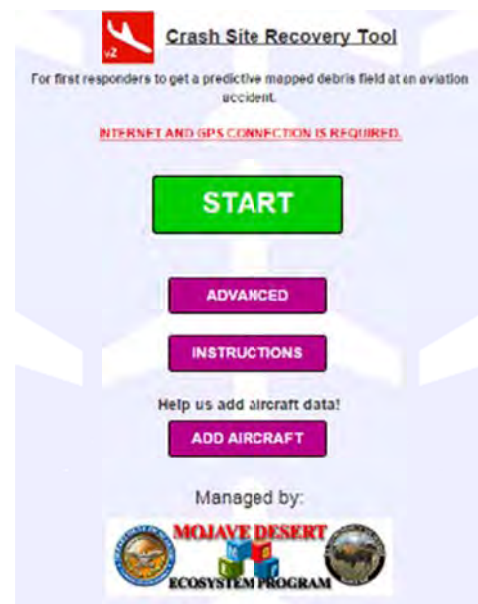 v2
Crash Site Recovery Tool
For first responders to get a predictive mapped debris field at an aviation
accident.
INTERNET AND GPS CONNECTION IS REQUIRED.
START
ADVANCED
INSTRUCTIONS
Help us add aircraft data!
ADD AIRCRAFT
Managed by:
MOJAVE DESERT
ECOSYSTEM PROGRAM